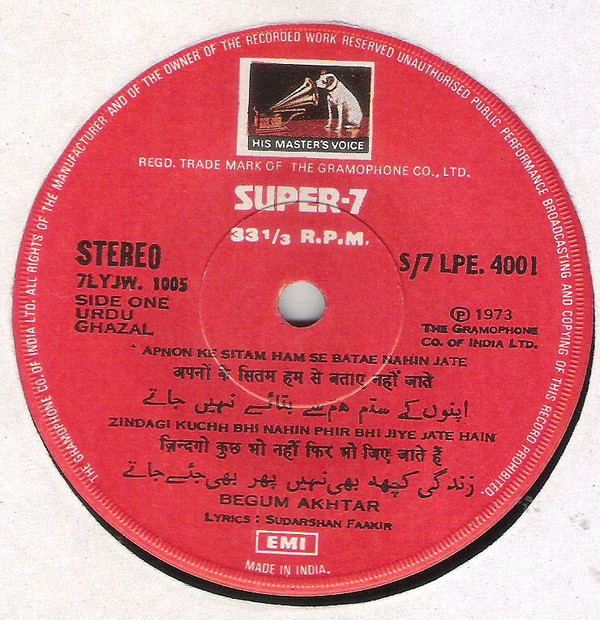 THE GRAMOPHONE CO. OF INDIA LTD. ALL RIGHTS OF THE MANUFACTURER AND OF THE OWNER OF THE RECORDED WORK RESERVED UNAUTHORISED PUBLIC PERFORMANCE BROADCASTING AND COPYING OF THIS RECORD PROHIBITED.
HIS MASTER'S VOICE
REGD. TRADE MARK OF THE GRAMOPHONE CO., LTD.
SUPER-7
33 1/3 R.P.M.
STEREO
7LYJW. 1005
SIDE ONE
URDU
GHAZAL
S/7 LPE. 4001
℗ 1973
THE GRAMOPHONE
CO. OF INDIA LTD.
APNON KE SITAM HAM SE BATAE NAHIN JATE
अपनों के सितम हम से बताए नहीं जाते
اپنوں کے ستم ہم سے بتائے نہیں جاتے
ZINDAGI KUCHH BHI NAHIN PHIR BHI JIYE JATE HAIN
ज़िन्दगी कुछ भी नहीं फिर भी जिए जाते हैं
زندگی کچھ بھی نہیں پھر بھی جئے جاتے
BEGUM AKHTAR
LYRICS : SUDARSHAN FAAKIR
EMI
MADE IN INDIA.